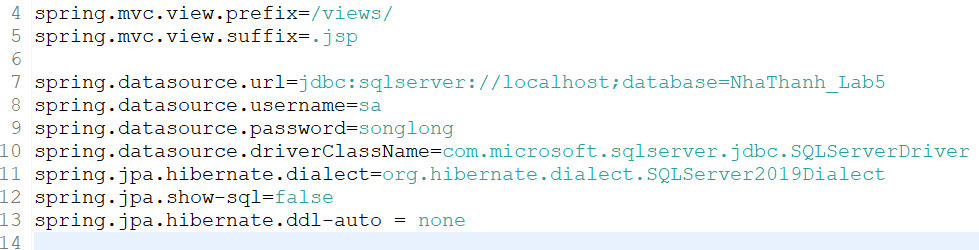 4 spring.mvc.view.prefix=/views/
5 spring.mvc.view.suffix=.jsp
6
7 spring.datasource.url=jdbc:sqlserver://localhost;database=NhaThanh_Lab5
8 spring.datasource.username=sa
9 spring.datasource.password=songlong
10 spring.datasource.driverClassName=com.microsoft.sqlserver.jdbc.SQLServerDriver
11 spring.jpa.hibernate.dialect=org.hibernate.dialect.SQLServer2019Dialect
12 spring.jpa.show-sql=false
13 spring.jpa.hibernate.ddl-auto = none
14